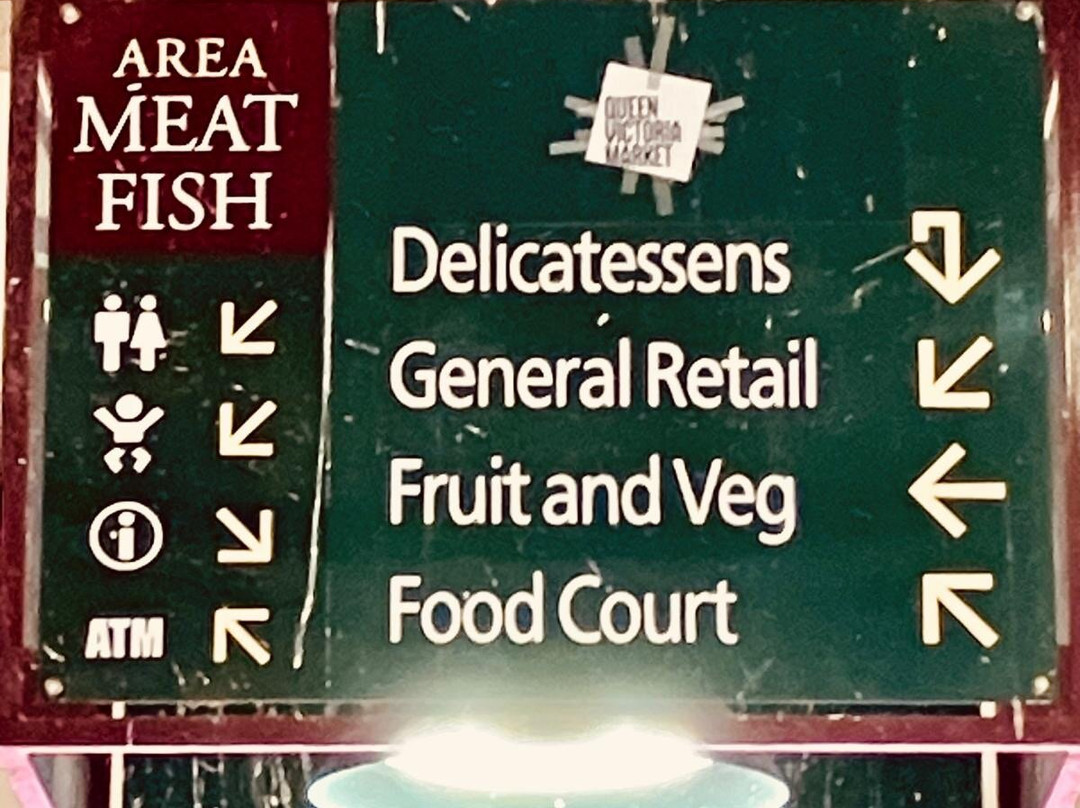 AREA
MEAT
FISH
ATM
QUEEN
VICTORIA
MARKET
Delicatessens
General Retail
Fruit and Veg
Food Court